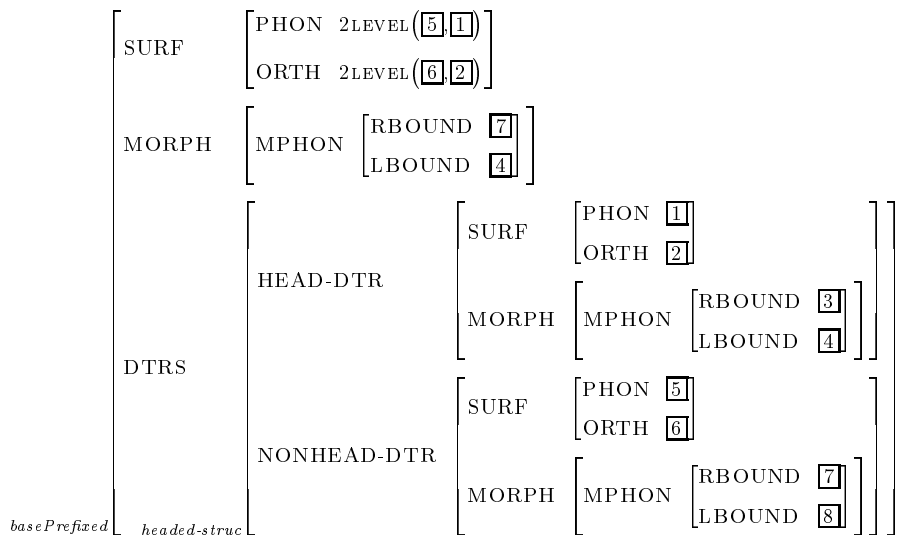 PHON 2LEVEL(5,1)
SURF
ORTH 2LEVEL(6,2)
RBOUND 7
MORPH MPHON
LBOUND 4
PHON 1
SURF
ORTH 2
HEAD-DTR
RBOUND 3
MORPH MPHON
LBOUND 4
DTRS
PHON 5
SURF
ORTH 6
NONHEAD-DTR
RBOUND 7
MORPH MPHON
LBOUND 8
basePrefixed headed-struc